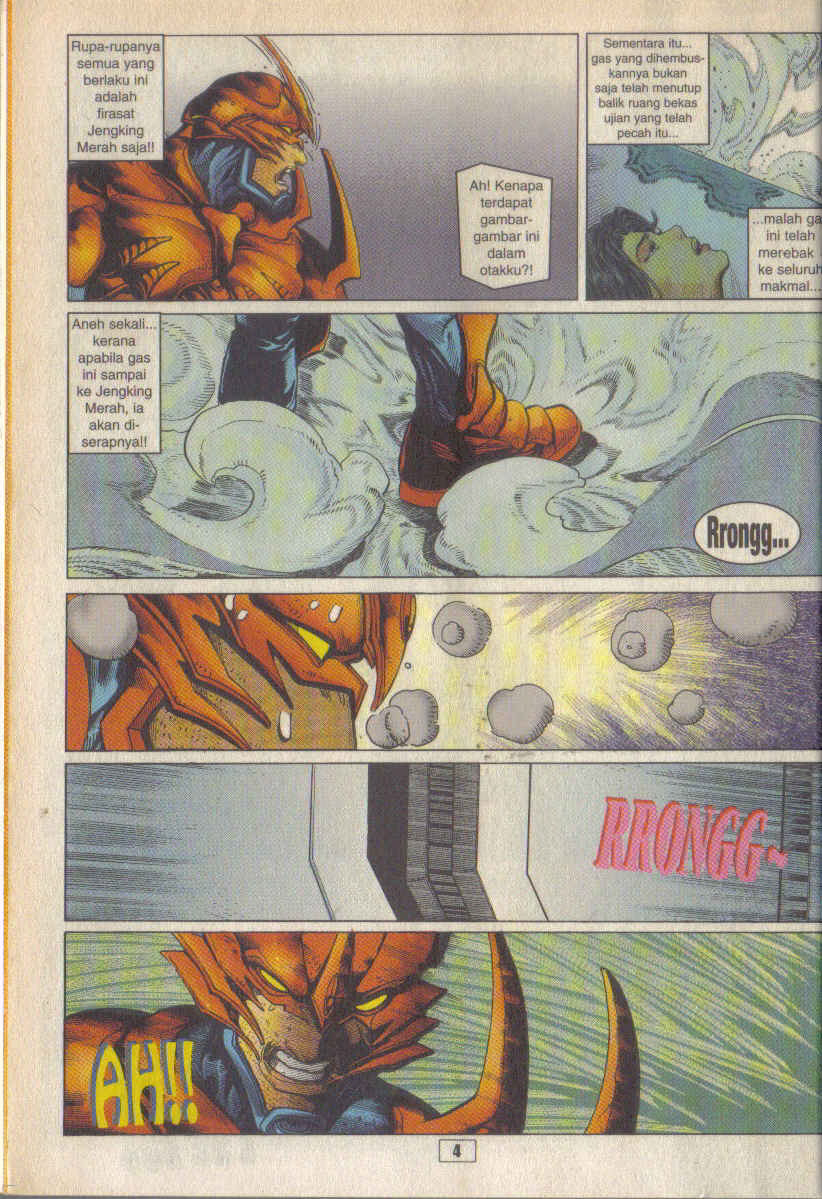 Rupa-rupanya
semua yang
berlaku ini
adalah
firasat
Jengking
Merah saja!!
Ah! Kenapa
terdapat
gambar-
gambar ini
dalam
otakku?!
Sementara itu...
gas yang dihembus-
kannya bukan
saja telah menutup
balik ruang bekas
ujian yang telah
pecah itu...
...malah ga
ini telah
merebak
ke seluruh
makmal...
Aneh sekali...
kerana
apabila gas
ini sampai
ke Jengking
Merah, ia
akan di-
serapnya!!
Rrongg...
RRONGG~
AH!!
4